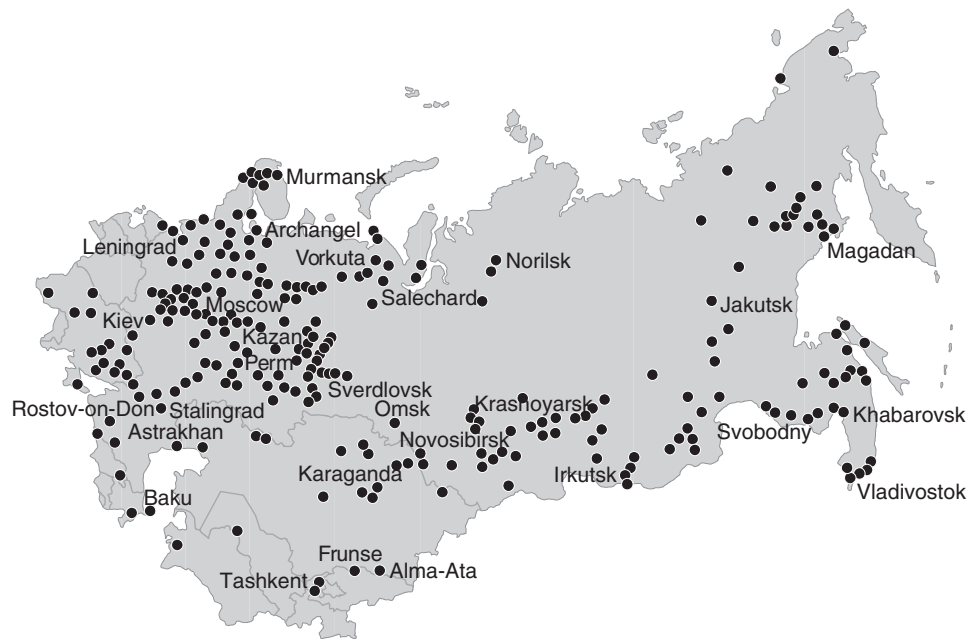 Murmansk
Leningrad
Archangel
Vorkuta
Norilsk
Magadan
Salechard
Moscow
Jakutsk
Kiev
Kazan
Perm
Sverdlovsk
Rostov-on-Don
Stalingrad
Omsk
Krasnoyarsk
Khabarovsk
Astrakhan
Novosibirsk
Svobodny
Karaganda
Irkutsk
Baku
Vladivostok
Frunse
Tashkent
Alma-Ata